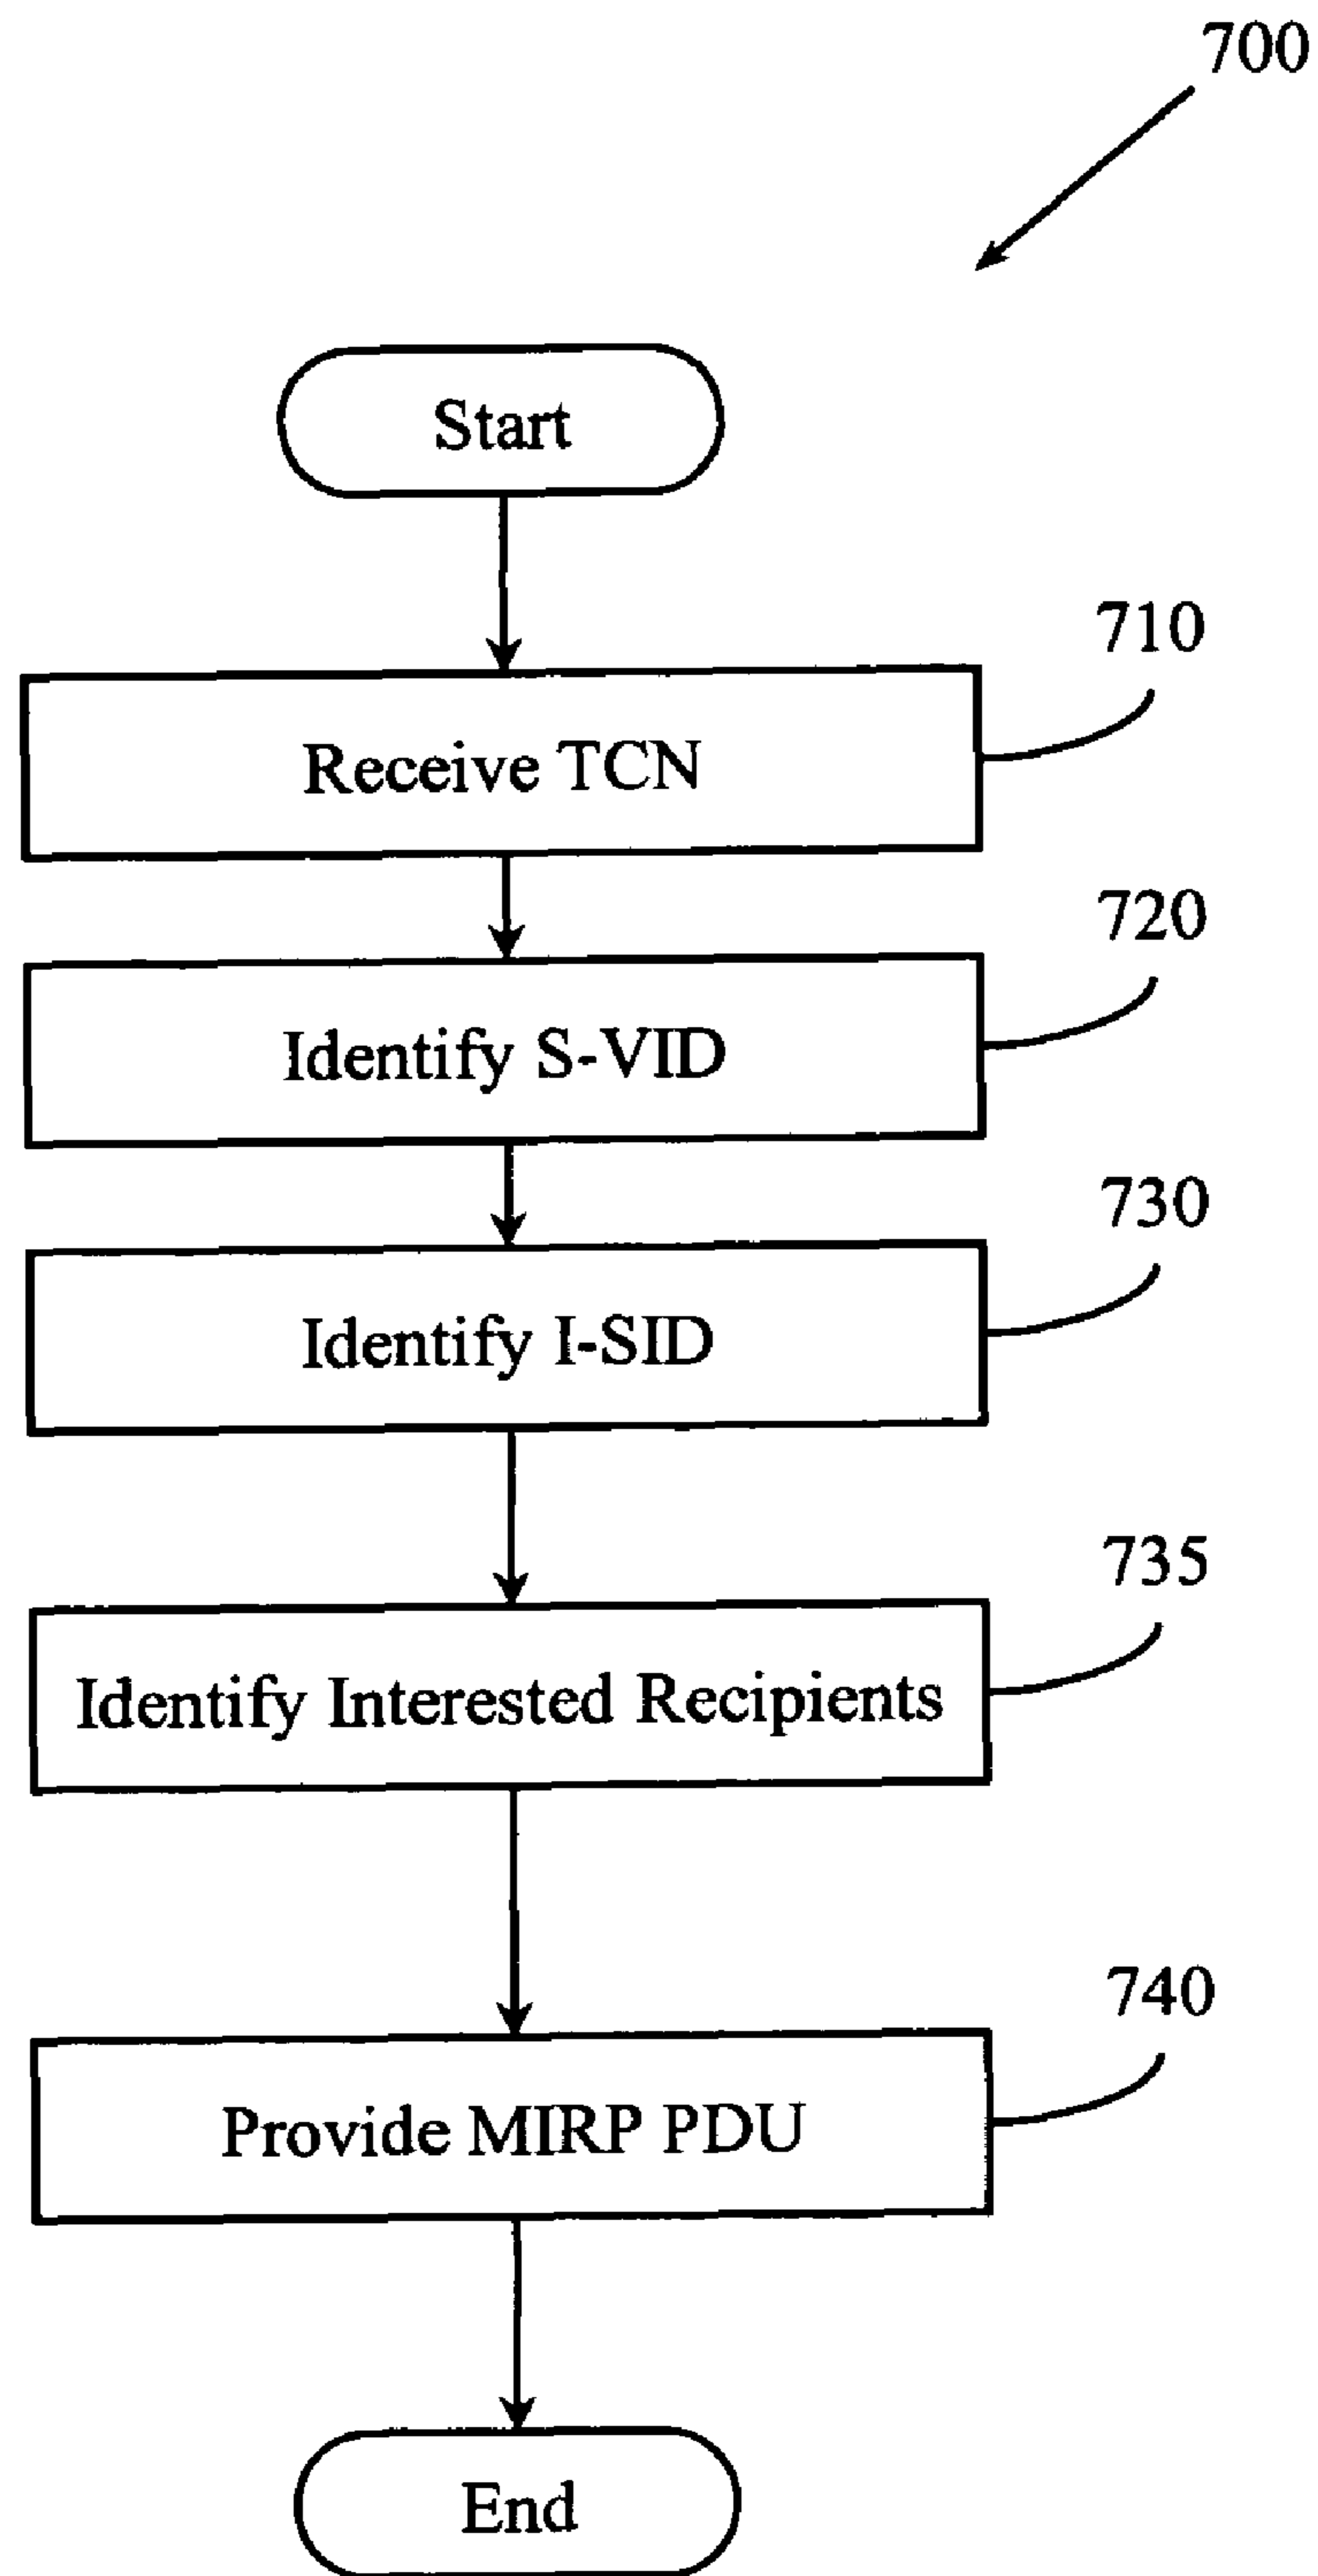 700
Start
710
Receive TCN
720
Identify S-VID
730
Identify I-SID
735
Identify Interested Recipients
740
Provide MIRP PDU
End